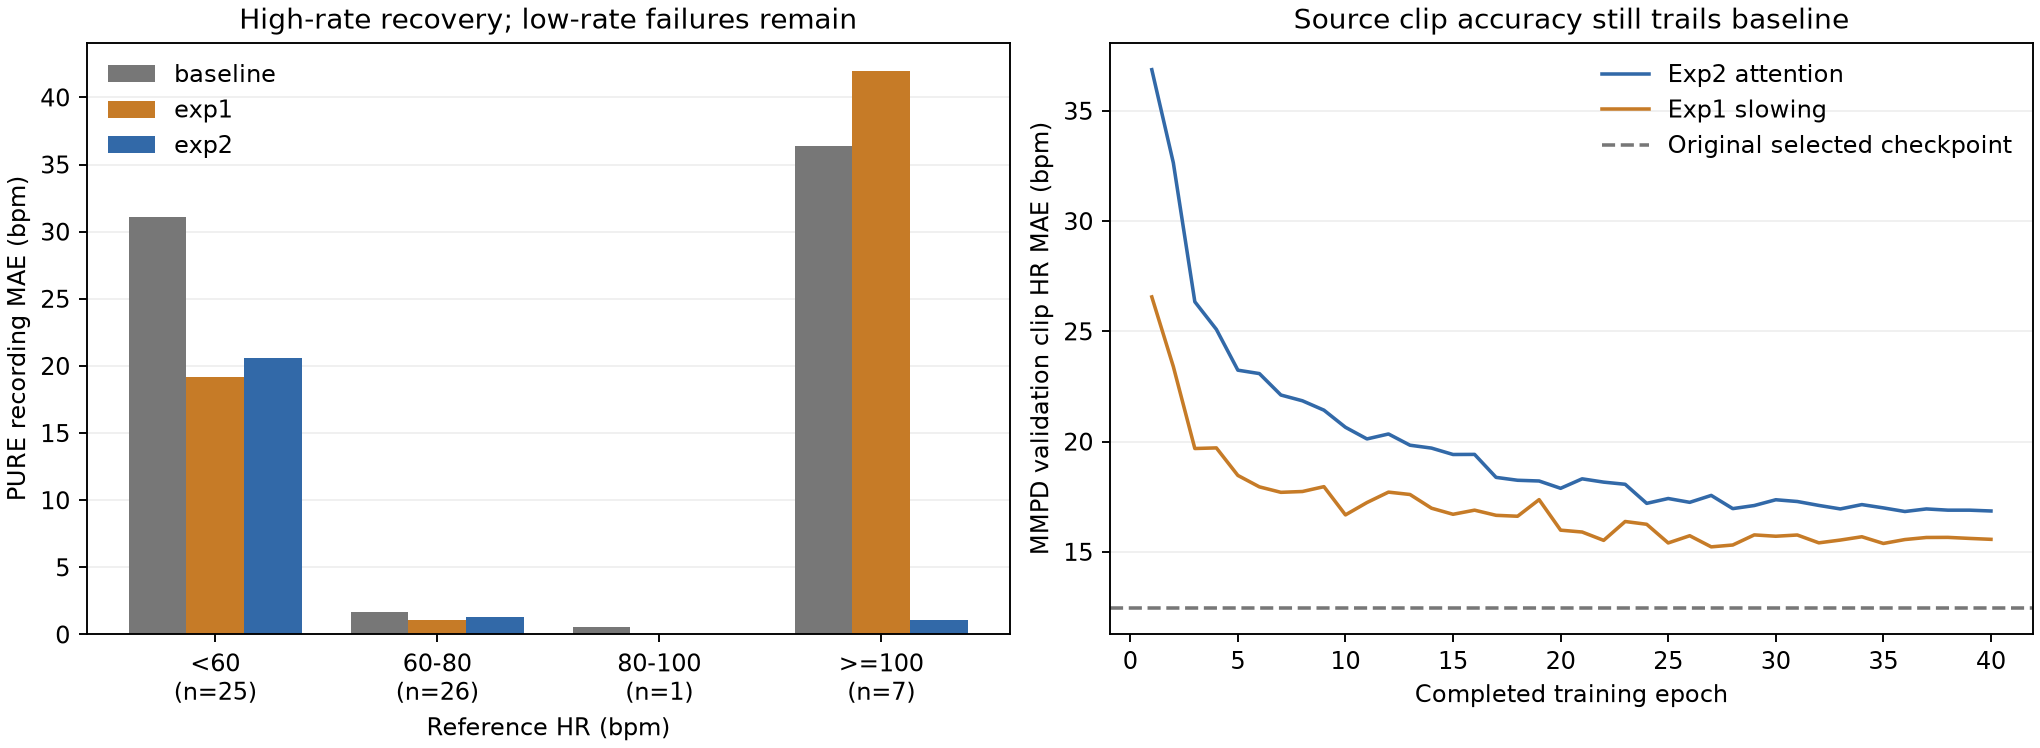 High-rate recovery; low-rate failures remain
baseline
exp1
exp2
PURE recording MAE (bpm)
40
35
30
25
20
15
10
5
0
<60
(n=25)
60-80
(n=26)
80-100
(n=1)
>=100
(n=7)
Reference HR (bpm)
Source clip accuracy still trails baseline
Exp2 attention
Exp1 slowing
Original selected checkpoint
MMPD validation clip HR MAE (bpm)
35
30
25
20
15
0 5 10 15 20 25 30 35 40
Completed training epoch